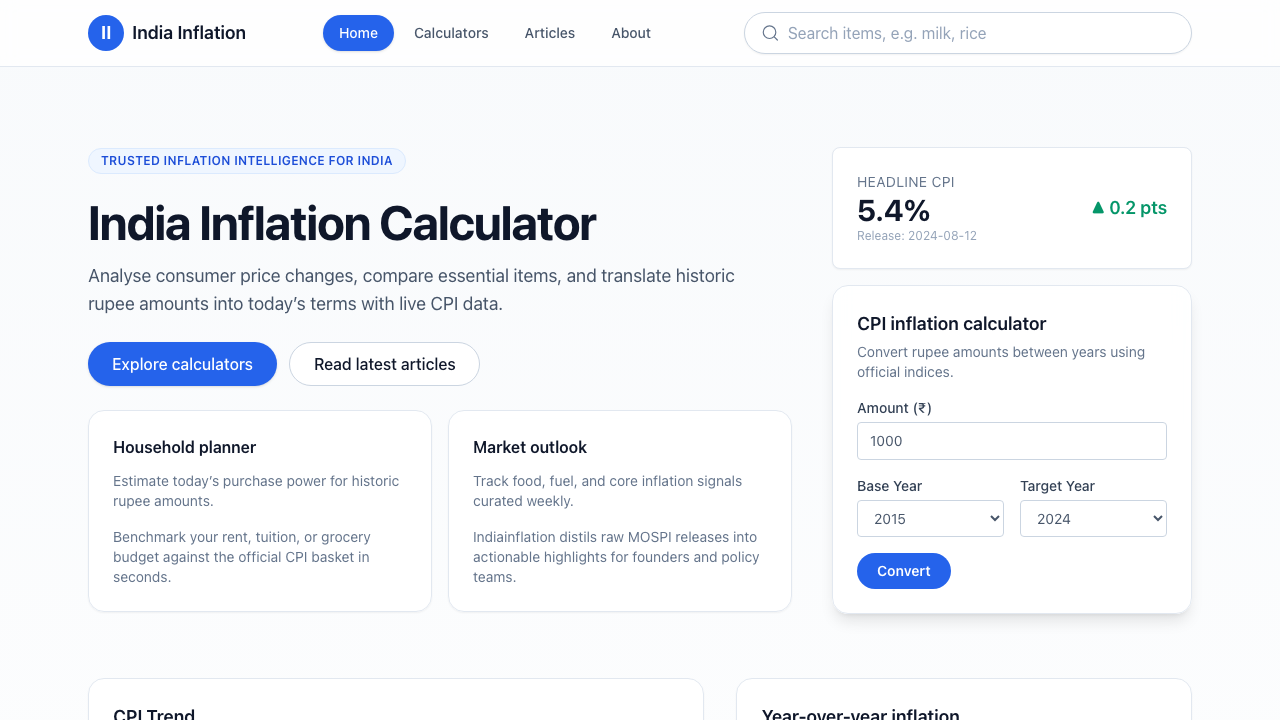 II India Inflation
Home Calculators Articles About
Search items, e.g. milk, rice
TRUSTED INFLATION INTELLIGENCE FOR INDIA
India Inflation Calculator
Analyse consumer price changes, compare essential items, and translate historic
rupee amounts into today’s terms with live CPI data.
Explore calculators
Read latest articles
Household planner
Estimate today’s purchase power for historic
rupee amounts.
Benchmark your rent, tuition, or grocery
budget against the official CPI basket in
seconds.
Market outlook
Track food, fuel, and core inflation signals
curated weekly.
Indiainflation distils raw MOSPI releases into
actionable highlights for founders and policy
teams.
HEADLINE CPI
5.4%
▲ 0.2 pts
Release: 2024-08-12
CPI inflation calculator
Convert rupee amounts between years using
official indices.
Amount (₹)
1000
Base Year Target Year
2015 2024
Convert
CPI Trend
Year-over-year inflation